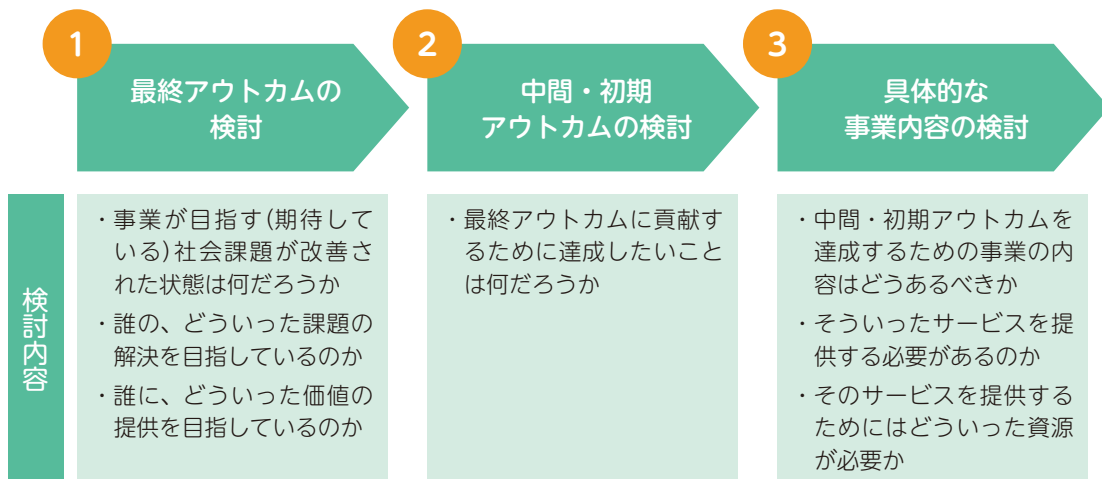 1
最終アウトカムの
検討
2
中間・初期
アウトカムの検討
3
具体的な
事業内容の検討
検討内容
・事業が目指す(期待して
いる)社会課題が改善さ
れた状態は何だろうか
・誰の、どういった課題の
解決を目指しているのか
・誰に、どういった価値の
提供を目指しているのか
・最終アウトカムに貢献す
るために達成したいこと
は何だろうか
・中間・初期アウトカムを
達成するための事業の内
容はどうあるべきか
・そういったサービスを提
供する必要があるのか
・そのサービスを提供する
ためにはどういった資源
が必要か